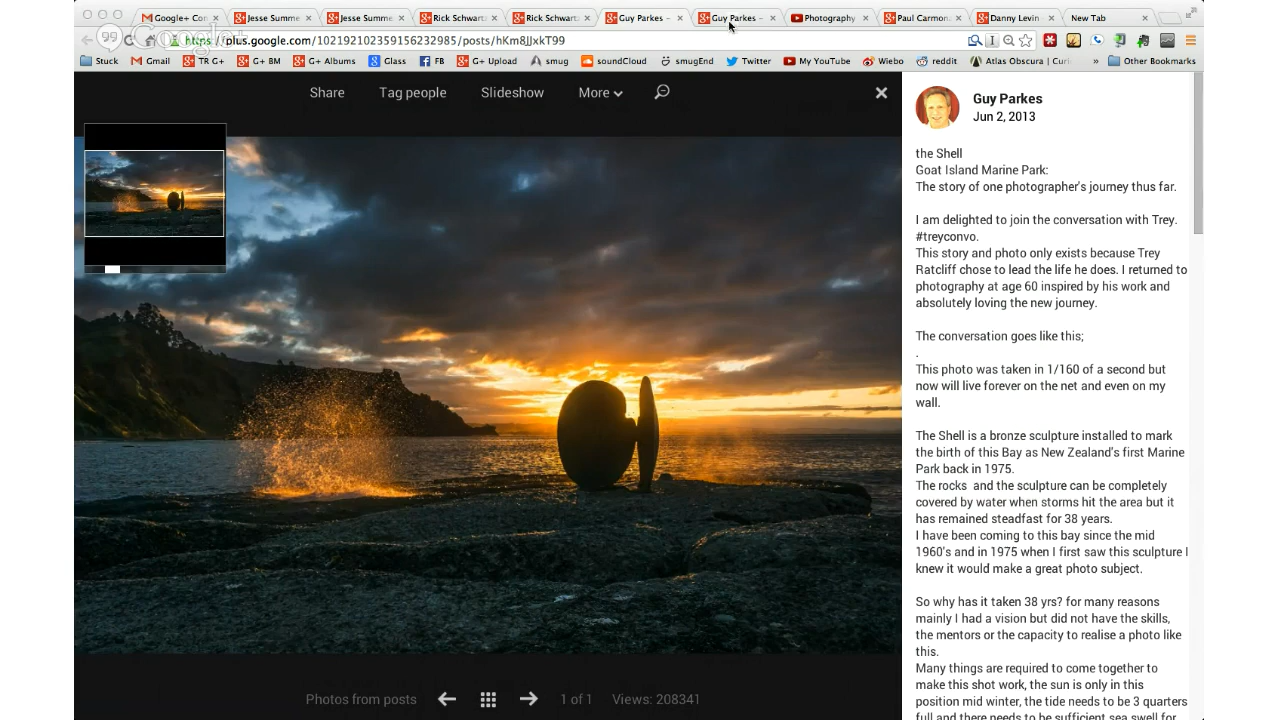 Google+ Con
Jesse Summe
Jesse Summe
Rick Schwart
Rick Schwart
Guy Parkes –
Guy Parkes –
Photography
Paul Carmon
Danny Levin
New Tab
Google+
https://plus.google.com/102192102359156232985/posts/hKm8JJxkT99
Stuck
Gmail
TR G+
G+ BM
G+ Albums
Glass
FB
G+ Upload
smug
soundCloud
smugEnd
Twitter
My YouTube
Wiebo
reddit
Atlas Obscura | Curi
»
Other Bookmarks
Share
Tag people
Slideshow
More
Guy Parkes
Jun 2, 2013
the Shell
Goat Island Marine Park:
The story of one photographer's journey thus far.
I am delighted to join the conversation with Trey.
#treyconvo.
This story and photo only exists because Trey
Ratcliff chose to lead the life he does. I returned to
photography at age 60 inspired by his work and
absolutely loving the new journey.
The conversation goes like this;
.
This photo was taken in 1/160 of a second but
now will live forever on the net and even on my
wall.
The Shell is a bronze sculpture installed to mark
the birth of this Bay as New Zealand's first Marine
Park back in 1975.
The rocks and the sculpture can be completely
covered by water when storms hit the area but it
has remained steadfast for 38 years.
I have been coming to this bay since the mid
1960's and in 1975 when I first saw this sculpture I
knew it would make a great photo subject.
So why has it taken 38 yrs? for many reasons
mainly I had a vision but did not have the skills,
the mentors or the capacity to realise a photo like
this.
Many things are required to come together to
make this shot work, the sun is only in this
position mid winter, the tide needs to be 3 quarters
full and there needs to be sufficient sea swell for
Photos from posts
1 of 1
Views: 208341